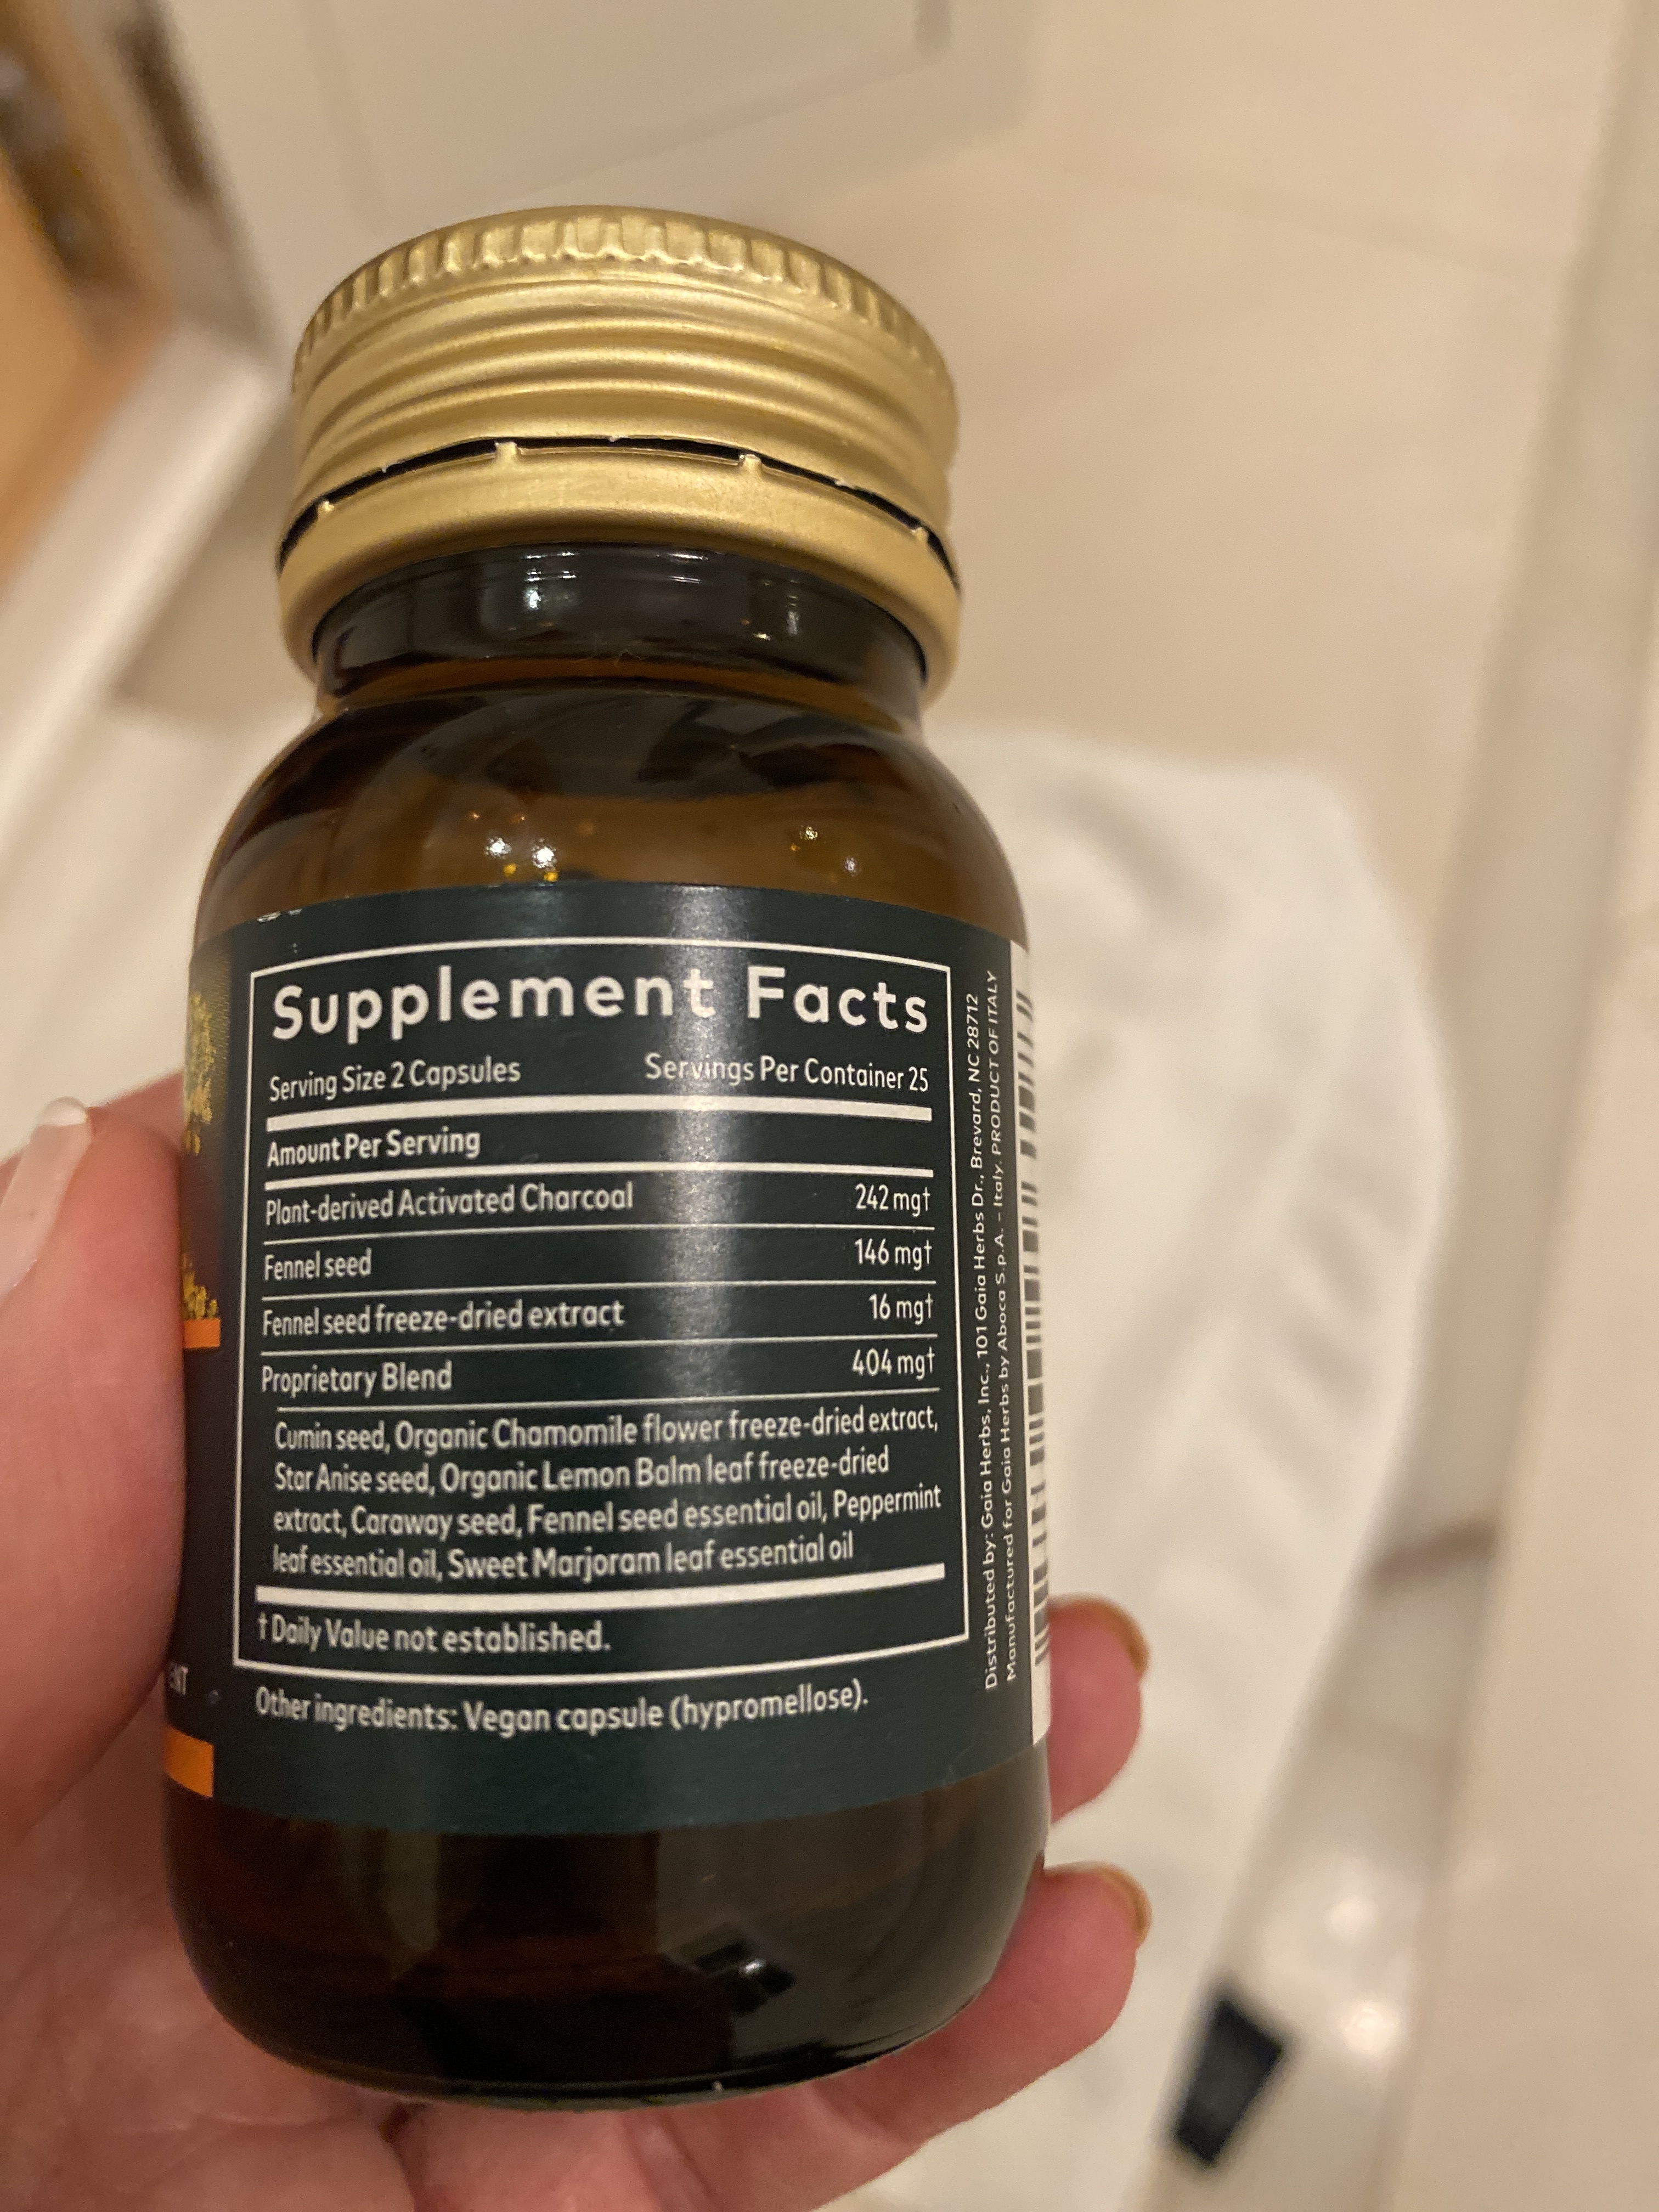 Supplement Facts
Serving Size 2 Capsules Servings Per Container 25
Amount Per Serving
Plant-derived Activated Charcoal 242 mg†
Fennel seed 146 mg†
Fennel seed freeze-dried extract 16 mg†
Proprietary Blend 404 mg†
Cumin seed, Organic Chamomile flower freeze-dried extract,
Star Anise seed, Organic Lemon Balm leaf freeze-dried
extract, Caraway seed, Fennel seed essential oil, Peppermint
leaf essential oil, Sweet Marjoram leaf essential oil
† Daily Value not established.
Other ingredients: Vegan capsule (hypromellose).
Distributed by: Gaia Herbs, Inc., 101 Gaia Herbs Dr., Brevard, NC 28712
Manufactured for Gaia Herbs by Aboca S.p.A. – Italy. PRODUCT OF ITALY